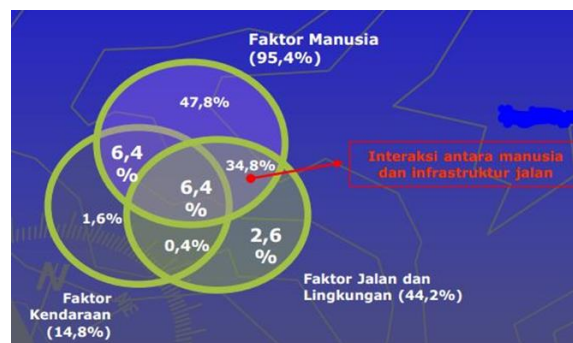 Faktor Manusia
(95,4%)
47,8%
6,4
%
34,8%
Interaksi antara manusia
dan infrastruktur jalan
6,4
%
1,6%
0,4%
2,6
%
Faktor Jalan dan
Lingkungan (44,2%)
Faktor
Kendaraan
(14,8%)